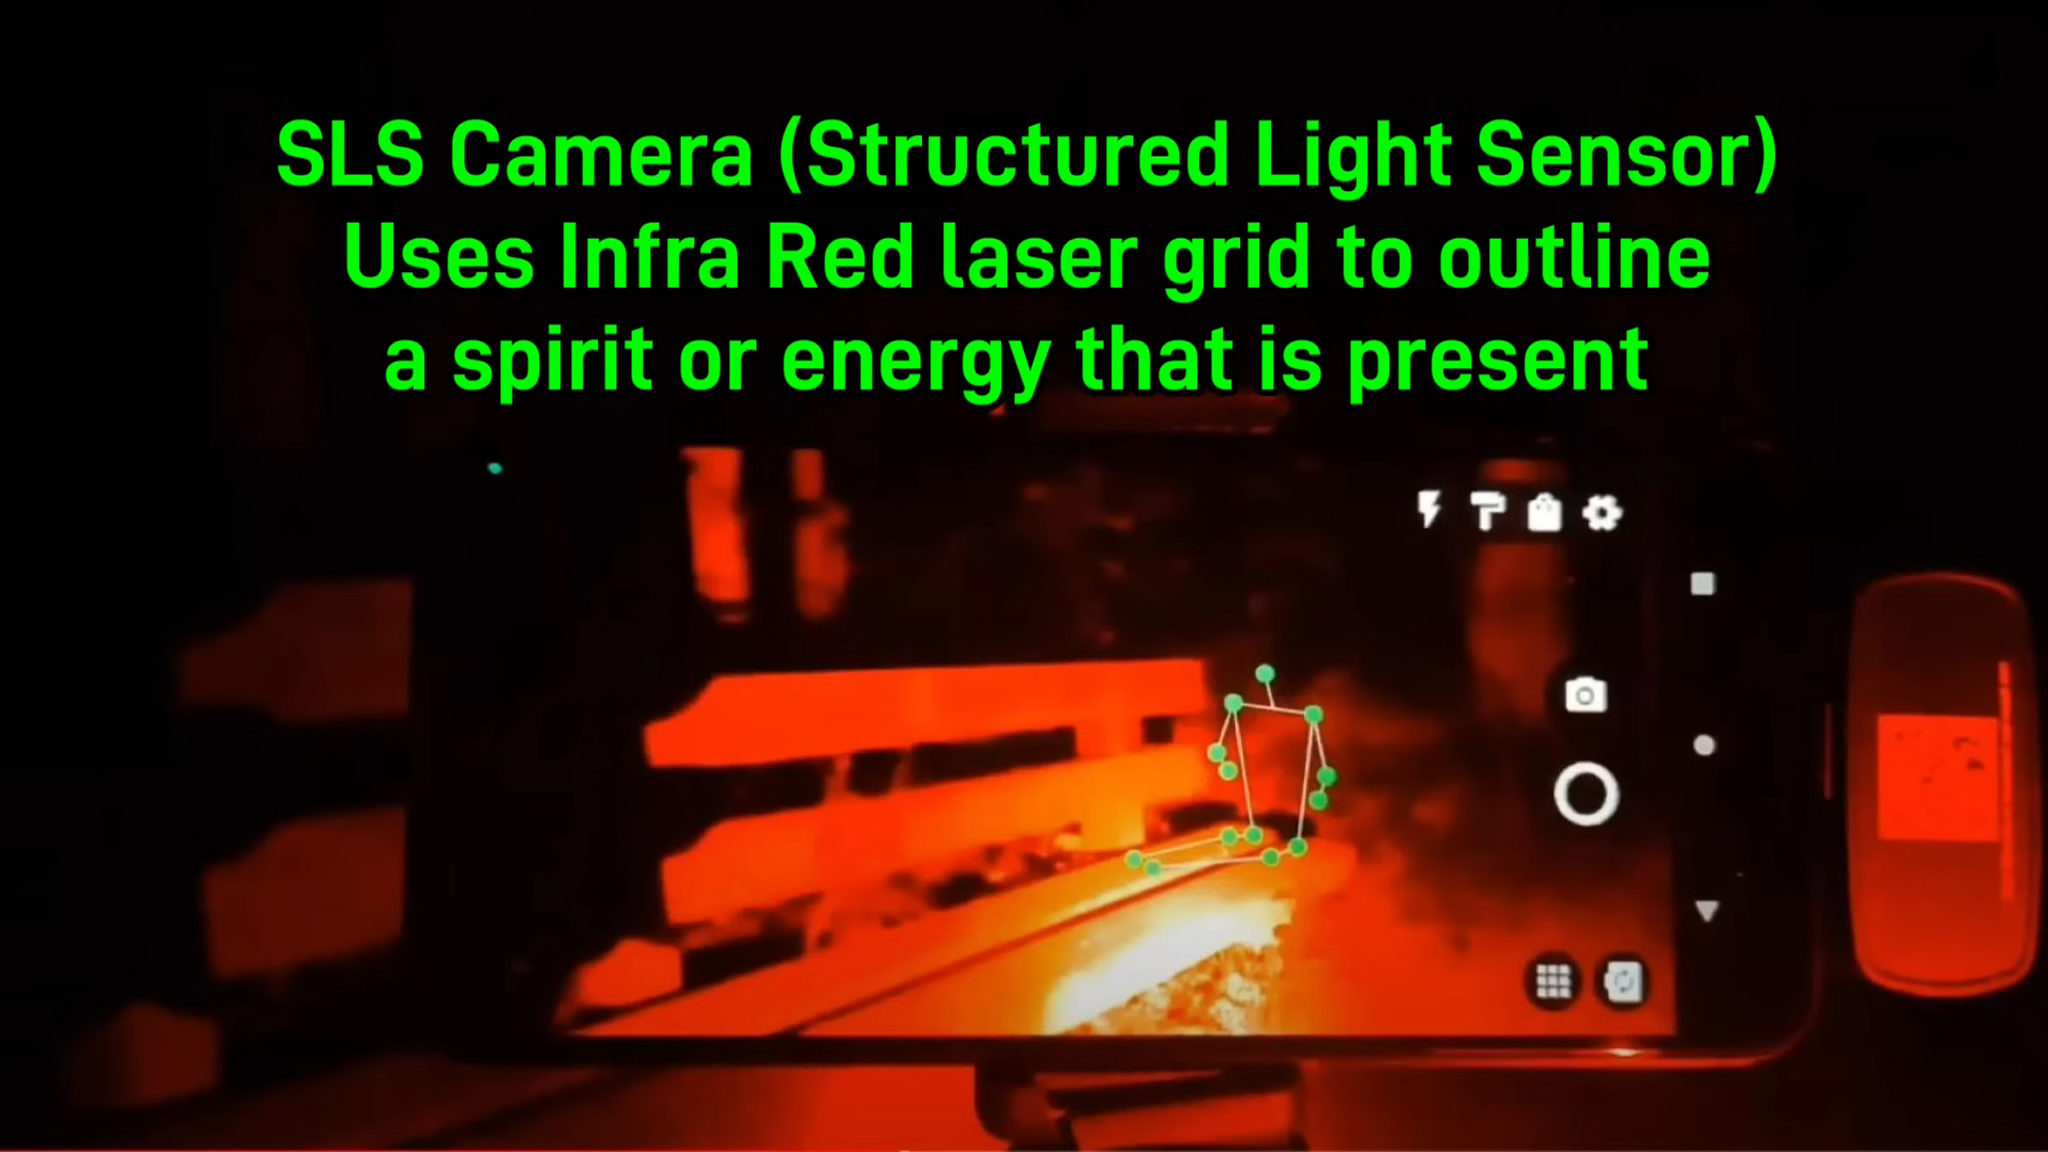 SLS Camera (Structured Light Sensor)
Uses Infra Red laser grid to outline
a spirit or energy that is present